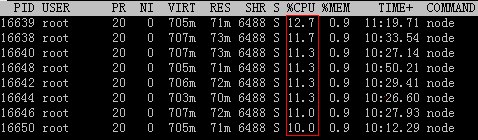 PID USER PR NI VIRT RES SHR S %CPU %MEM TIME+ COMMAND
16639 root 20 0 705m 71m 6488 S 12.7 0.9 11:19.71 node
16638 root 20 0 707m 73m 6488 S 11.7 0.9 10:33.54 node
16640 root 20 0 707m 73m 6488 S 11.3 0.9 10:27.14 node
16648 root 20 0 705m 71m 6488 S 11.3 0.9 10:50.21 node
16642 root 20 0 706m 72m 6488 S 11.3 0.9 10:29.41 node
16644 root 20 0 703m 70m 6488 S 11.3 0.9 10:26.60 node
16646 root 20 0 706m 72m 6488 S 11.0 0.9 10:27.93 node
16650 root 20 0 705m 71m 6488 S 10.0 0.9 10:12.29 node